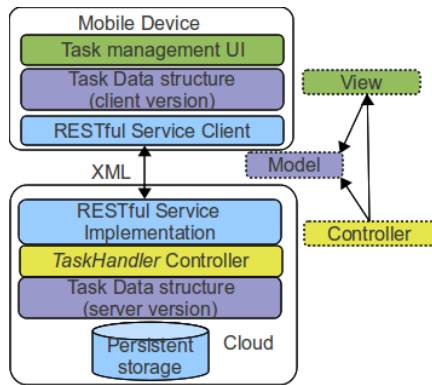 Mobile Device
Task management UI
Task Data structure
(client version)
RESTful Service Client
XML
RESTful Service
Implementation
TaskHandler Controller
Task Data structure
(server version)
Persistent
storage
Cloud
View
Model
Controller